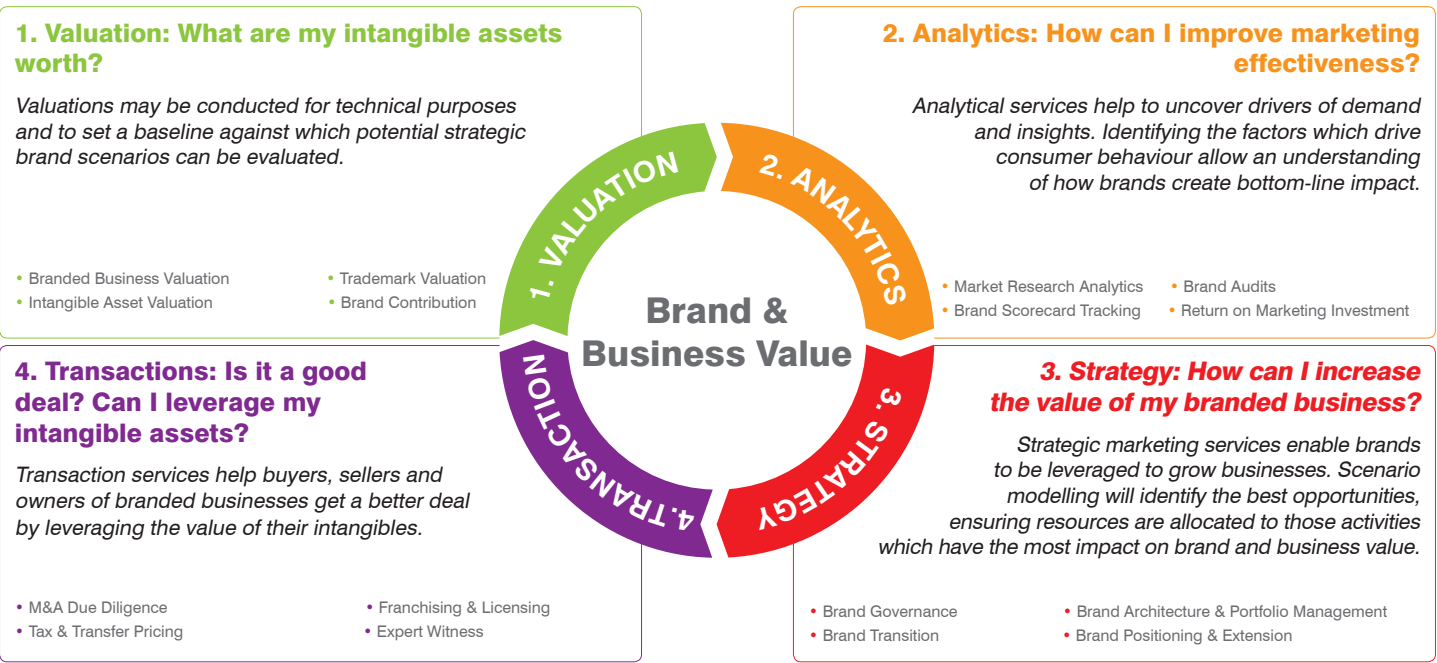 1. Valuation: What are my intangible assets
worth?
Valuations may be conducted for technical purposes
and to set a baseline against which potential strategic
brand scenarios can be evaluated.
• Branded Business Valuation
• Intangible Asset Valuation
• Trademark Valuation
• Brand Contribution
2. Analytics: How can I improve marketing
effectiveness?
Analytical services help to uncover drivers of demand
and insights. Identifying the factors which drive
consumer behaviour allow an understanding
of how brands create bottom-line impact.
• Market Research Analytics
• Brand Scorecard Tracking
• Brand Audits
• Return on Marketing Investment
1. VALUATION
2. ANALYTICS
3. STRATEGY
4. TRANSACTION
Brand &
Business Value
4. Transactions: Is it a good
deal? Can I leverage my
intangible assets?
Transaction services help buyers, sellers and
owners of branded businesses get a better deal
by leveraging the value of their intangibles.
• M&A Due Diligence
• Tax & Transfer Pricing
• Franchising & Licensing
• Expert Witness
3. Strategy: How can I increase
the value of my branded business?
Strategic marketing services enable brands
to be leveraged to grow businesses. Scenario
modelling will identify the best opportunities,
ensuring resources are allocated to those activities
which have the most impact on brand and business value.
• Brand Governance
• Brand Transition
• Brand Architecture & Portfolio Management
• Brand Positioning & Extension